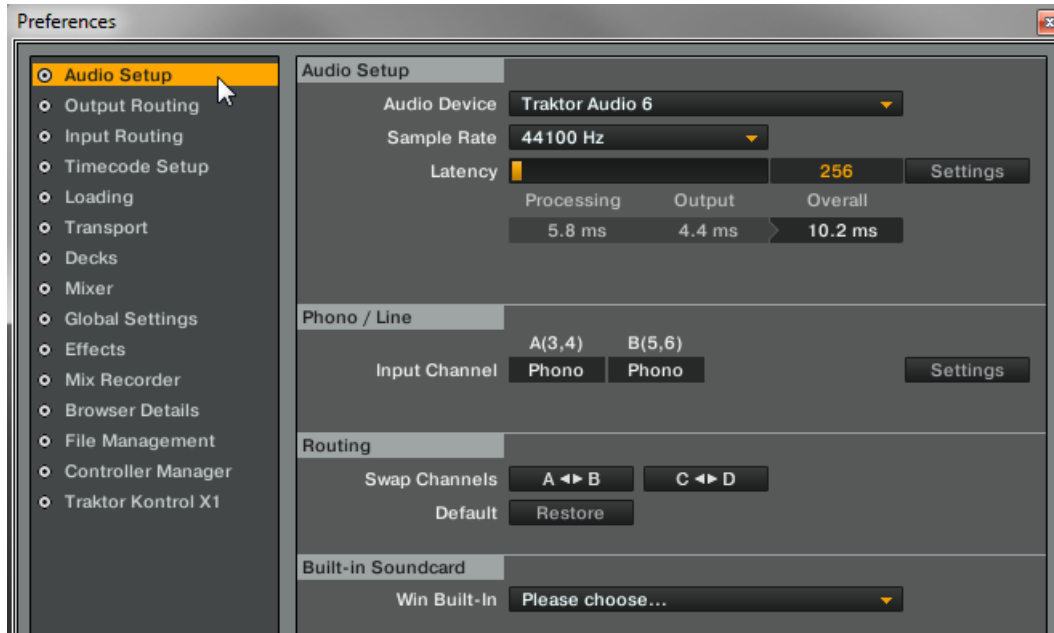 Preferences
Audio Setup
Output Routing
Input Routing
Timecode Setup
Loading
Transport
Decks
Mixer
Global Settings
Effects
Mix Recorder
Browser Details
File Management
Controller Manager
Traktor Kontrol X1
Audio Setup
Audio Device Traktor Audio 6
Sample Rate 44100 Hz
Latency 256 Settings
Processing Output Overall
5.8 ms 4.4 ms 10.2 ms
Phono / Line
A(3,4) B(5,6)
Input Channel Phono Phono Settings
Routing
Swap Channels A ◂▸ B C ◂▸ D
Default Restore
Built-in Soundcard
Win Built-In Please choose...